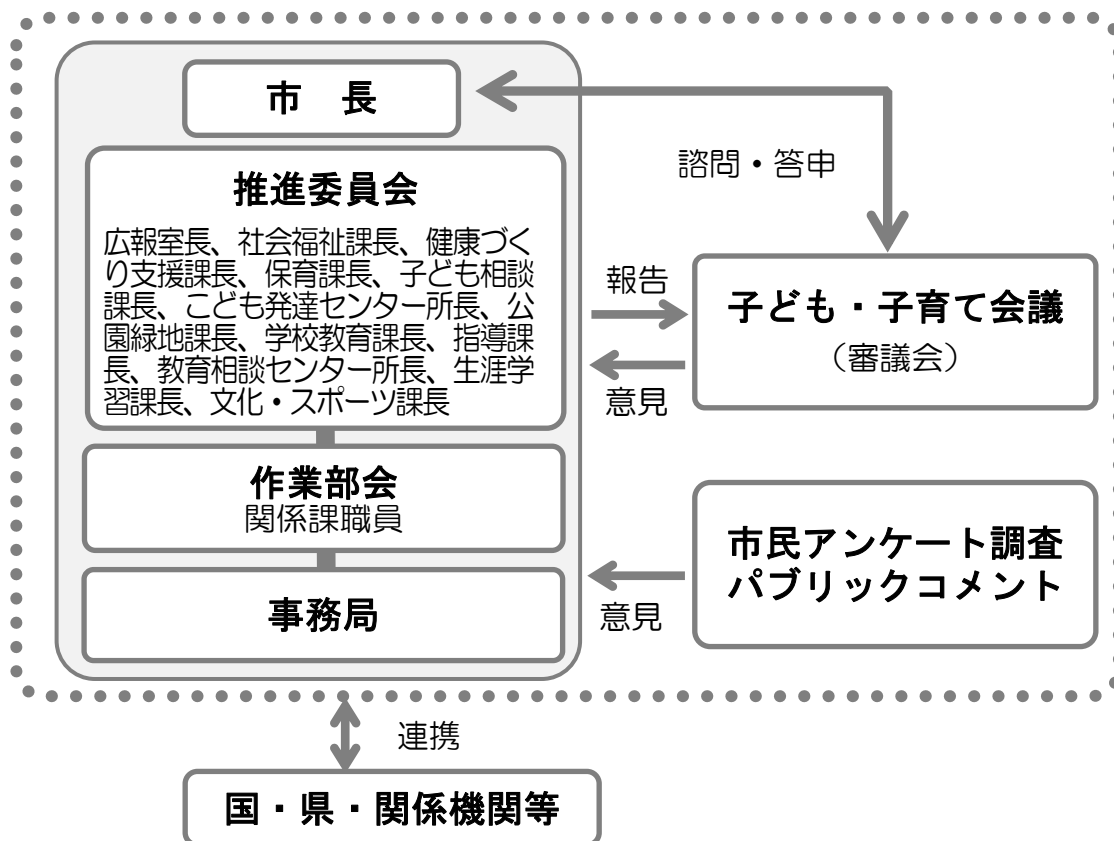 市　長
諮問・答申
推進委員会
広報室長、社会福祉課長、健康づく
り支援課長、保育課長、子ども相談
課長、こども発達センター所長、公
園緑地課長、学校教育課長、指導課
長、教育相談センター所長、生涯学
習課長、文化・スポーツ課長
報告
意見
子ども・子育て会議
（審議会）
作業部会
関係課職員
事務局
意見
市民アンケート調査
パブリックコメント
連携
国・県・関係機関等